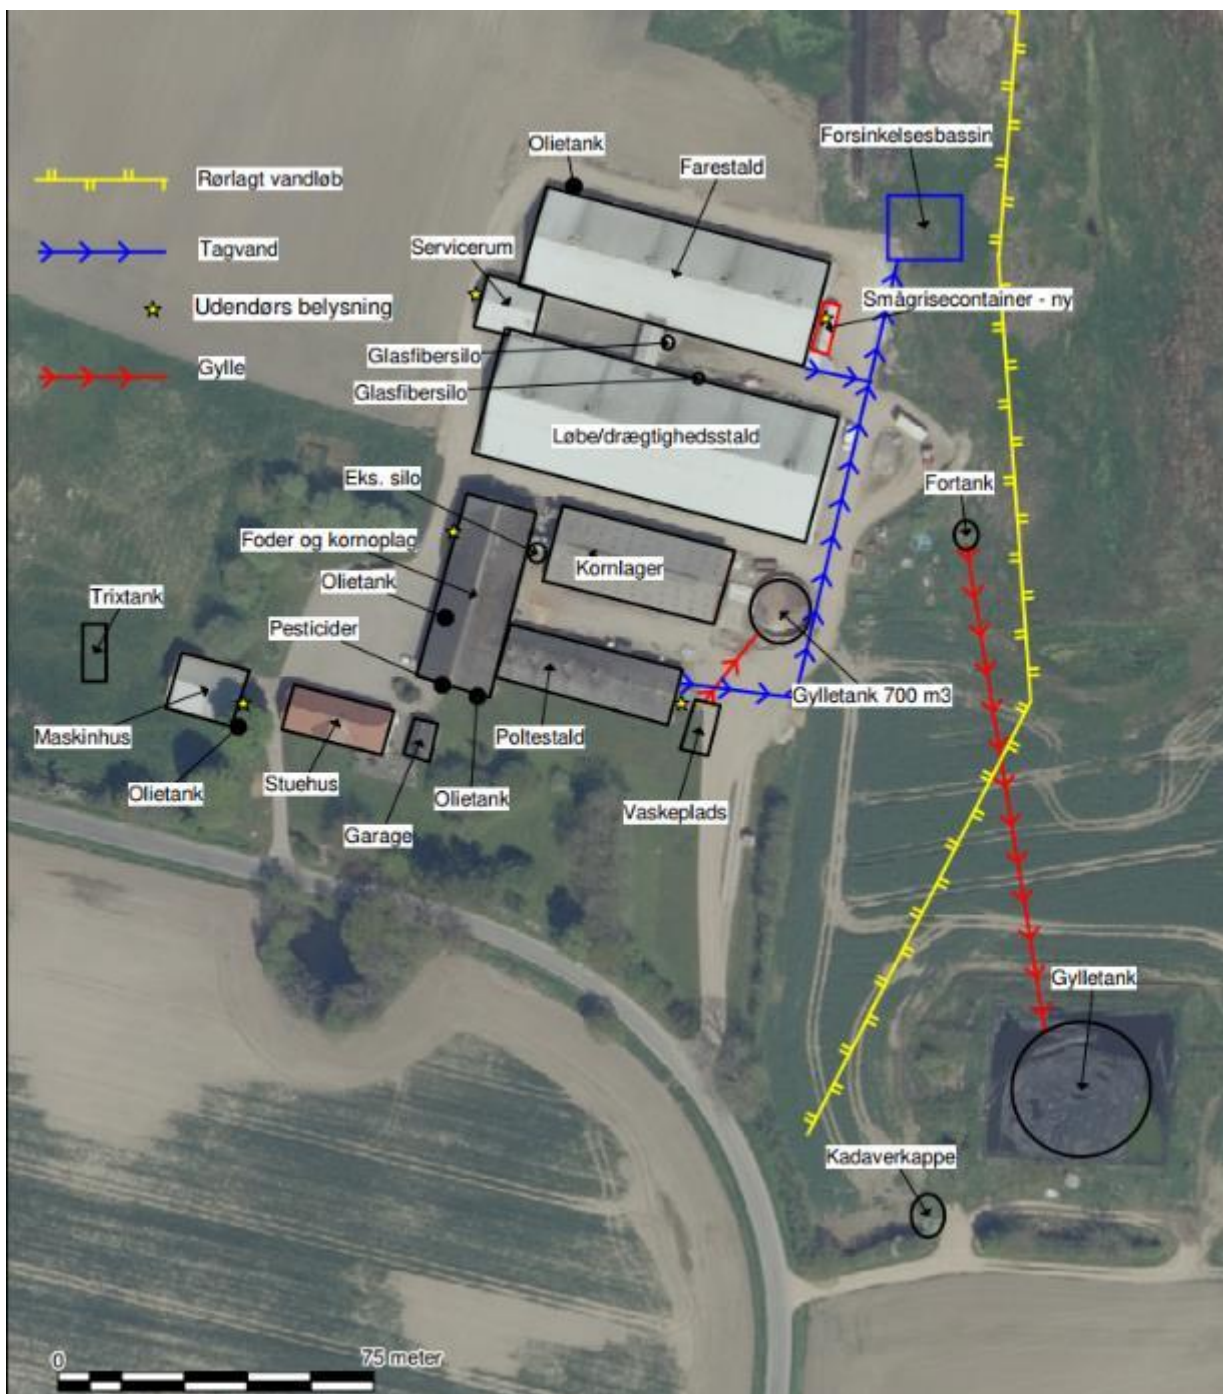 Forsinkelsesbassin
Olietank
Farestald
Rørlagt vandløb
Servicerum
Tagvand
Smågrisecontainer - ny
Udendørs belysning
Glasfibersilo
Gylle
Glasfibersilo
Løbe/drægtighedsstald
Eks. silo
Fortank
Foder og kornoplag
Kornlager
Olietank
Trixtank
Pesticider
Gylletank 700 m3
Maskinhus
Poltestald
Stuehus
Olietank
Olietank
Vaskeplads
Garage
Gylletank
Kadaverkappe
0
75 meter